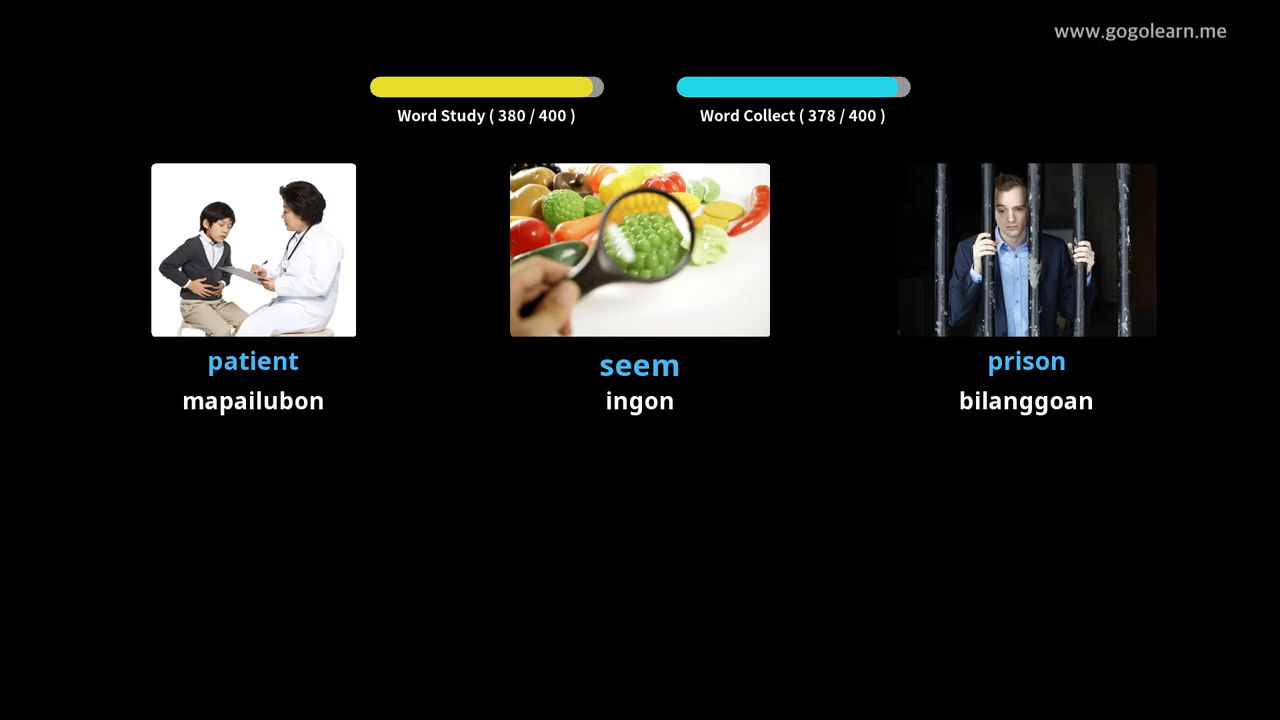 www.gogolearn.me
Word Study ( 380 / 400 )
Word Collect ( 378 / 400 )
patient
mapailubon
seem
ingon
prison
bilanggoan